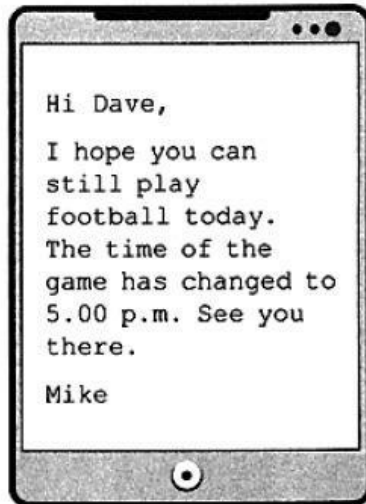 Hi Dave,
I hope you can
still play
football today.
The time of the
game has changed to
5.00 p.m. See you
there.
Mike